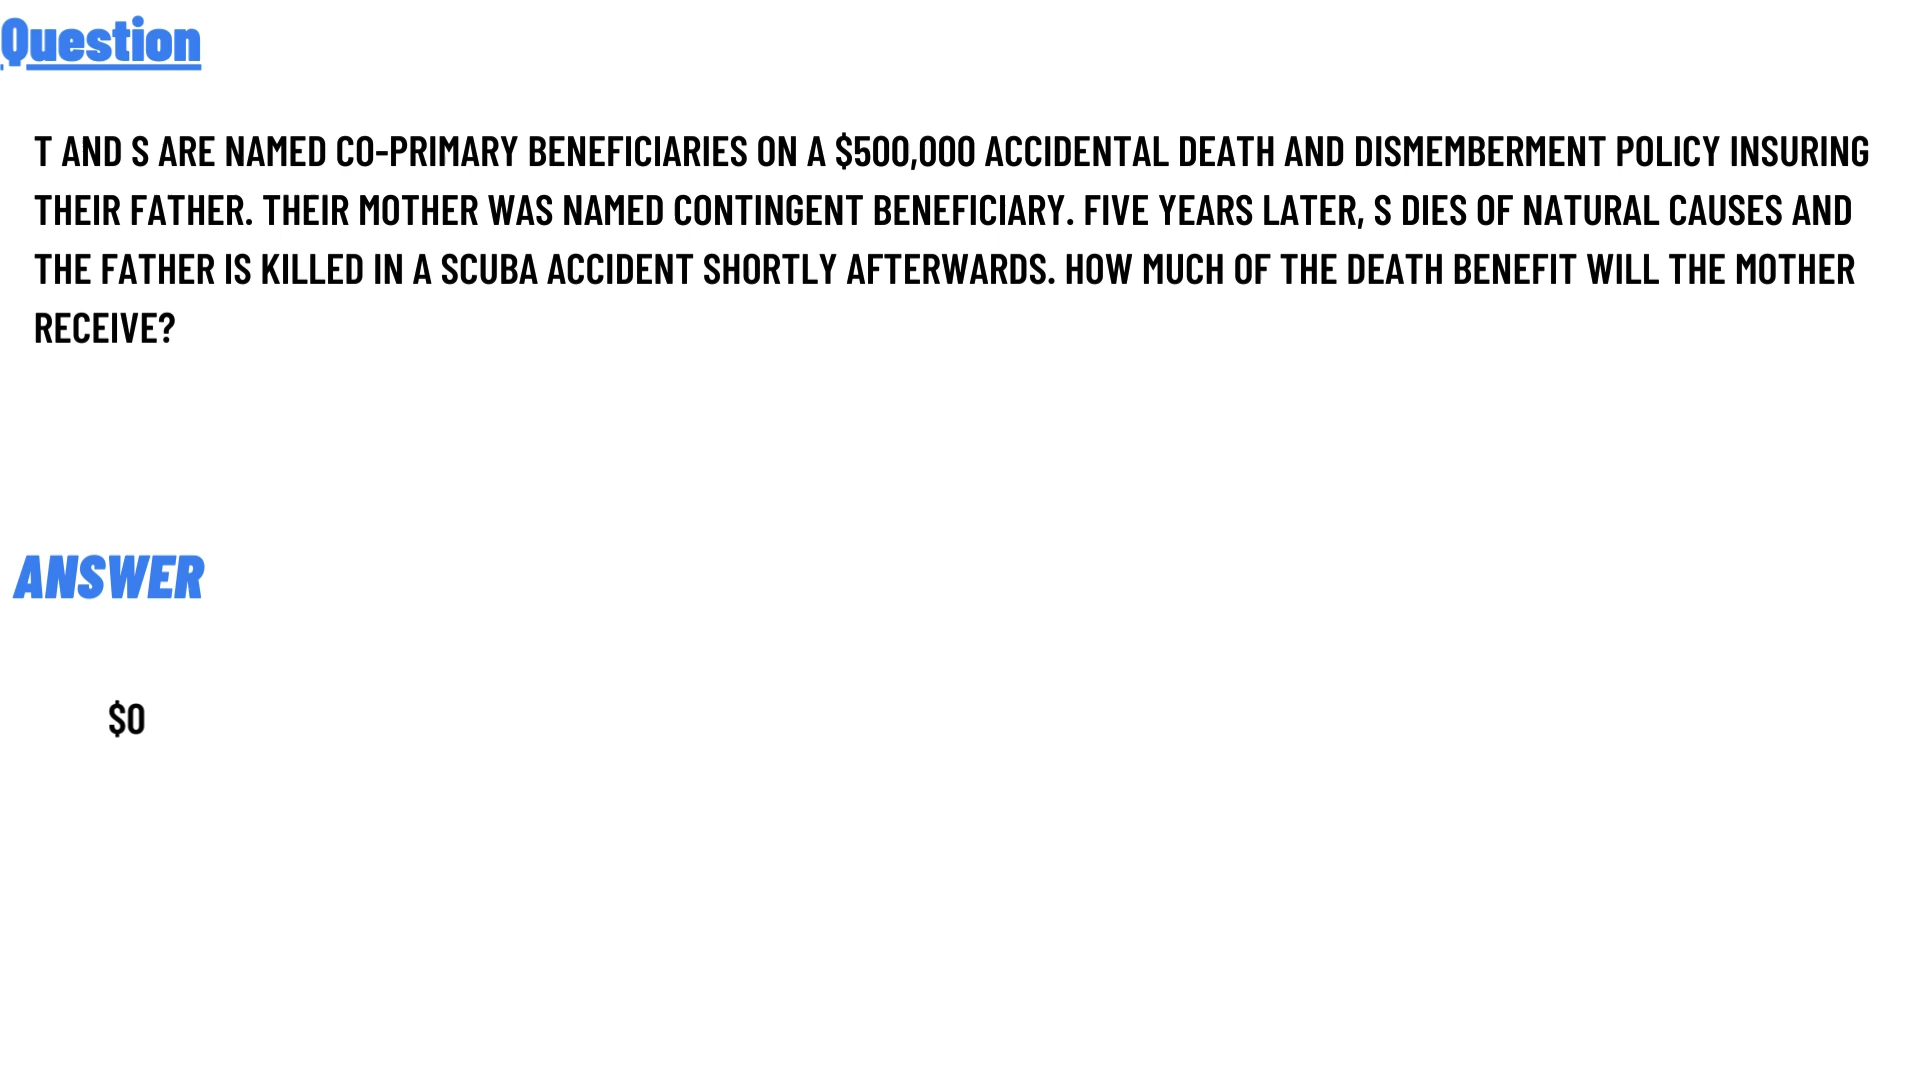 Question
T AND S ARE NAMED CO-PRIMARY BENEFICIARIES ON A $500,000 ACCIDENTAL DEATH AND DISMEMBERMENT POLICY INSURING
THEIR FATHER. THEIR MOTHER WAS NAMED CONTINGENT BENEFICIARY. FIVE YEARS LATER, S DIES OF NATURAL CAUSES AND
THE FATHER IS KILLED IN A SCUBA ACCIDENT SHORTLY AFTERWARDS. HOW MUCH OF THE DEATH BENEFIT WILL THE MOTHER
RECEIVE?
ANSWER
$0